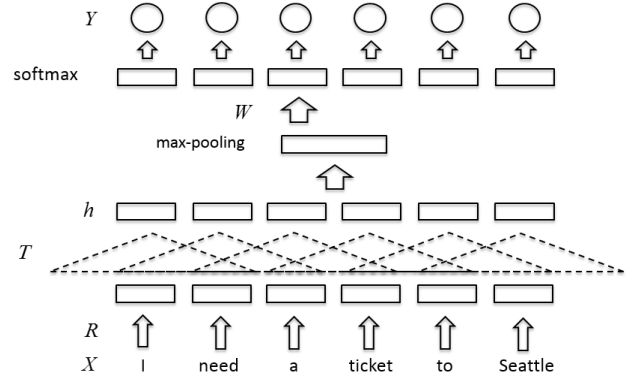 Y
softmax
W
max-pooling
h
T
R
X I need a ticket to Seattle